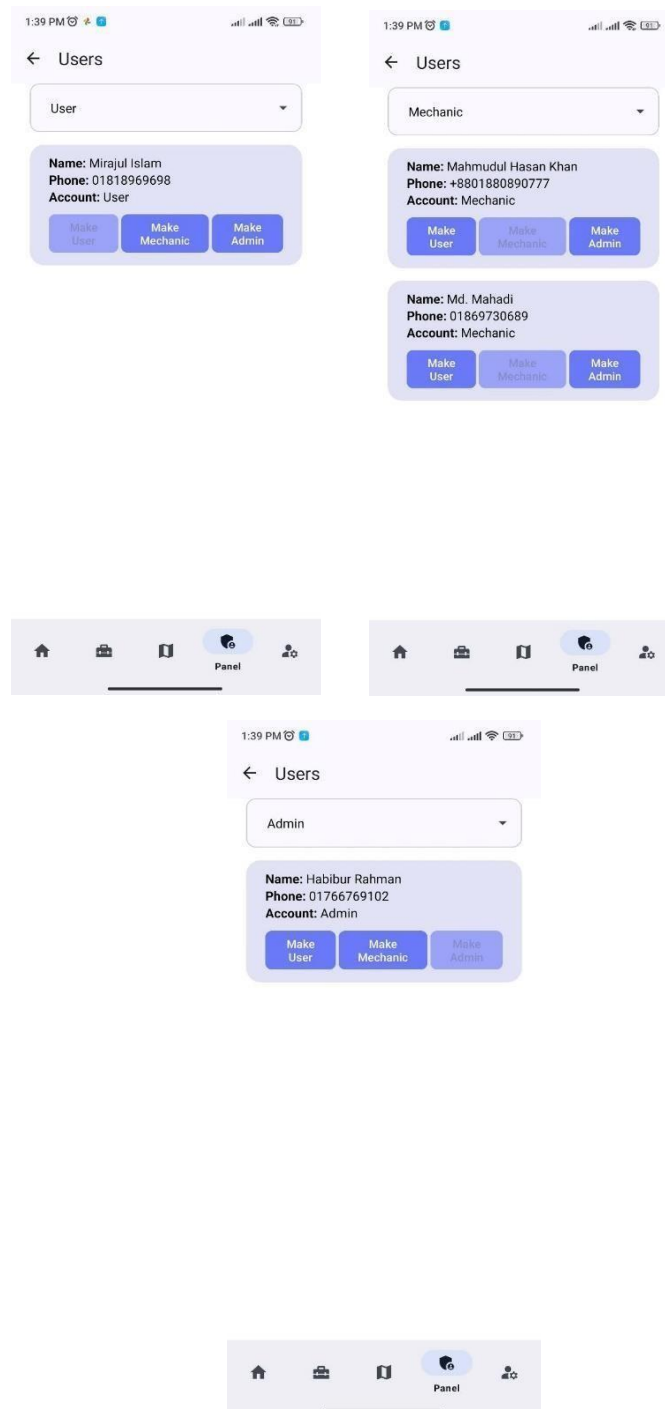 1:39 PM
91
Users
User
Name: Mirajul Islam
Phone: 01818969698
Account: User
Make User
Make Mechanic
Make Admin
Panel
1:39 PM
91
Users
Mechanic
Name: Mahmudul Hasan Khan
Phone: +8801880890777
Account: Mechanic
Make User
Make Mechanic
Make Admin
Name: Md. Mahadi
Phone: 01869730689
Account: Mechanic
Make User
Make Mechanic
Make Admin
Panel
1:39 PM
91
Users
Admin
Name: Habibur Rahman
Phone: 01766769102
Account: Admin
Make User
Make Mechanic
Make Admin
Panel